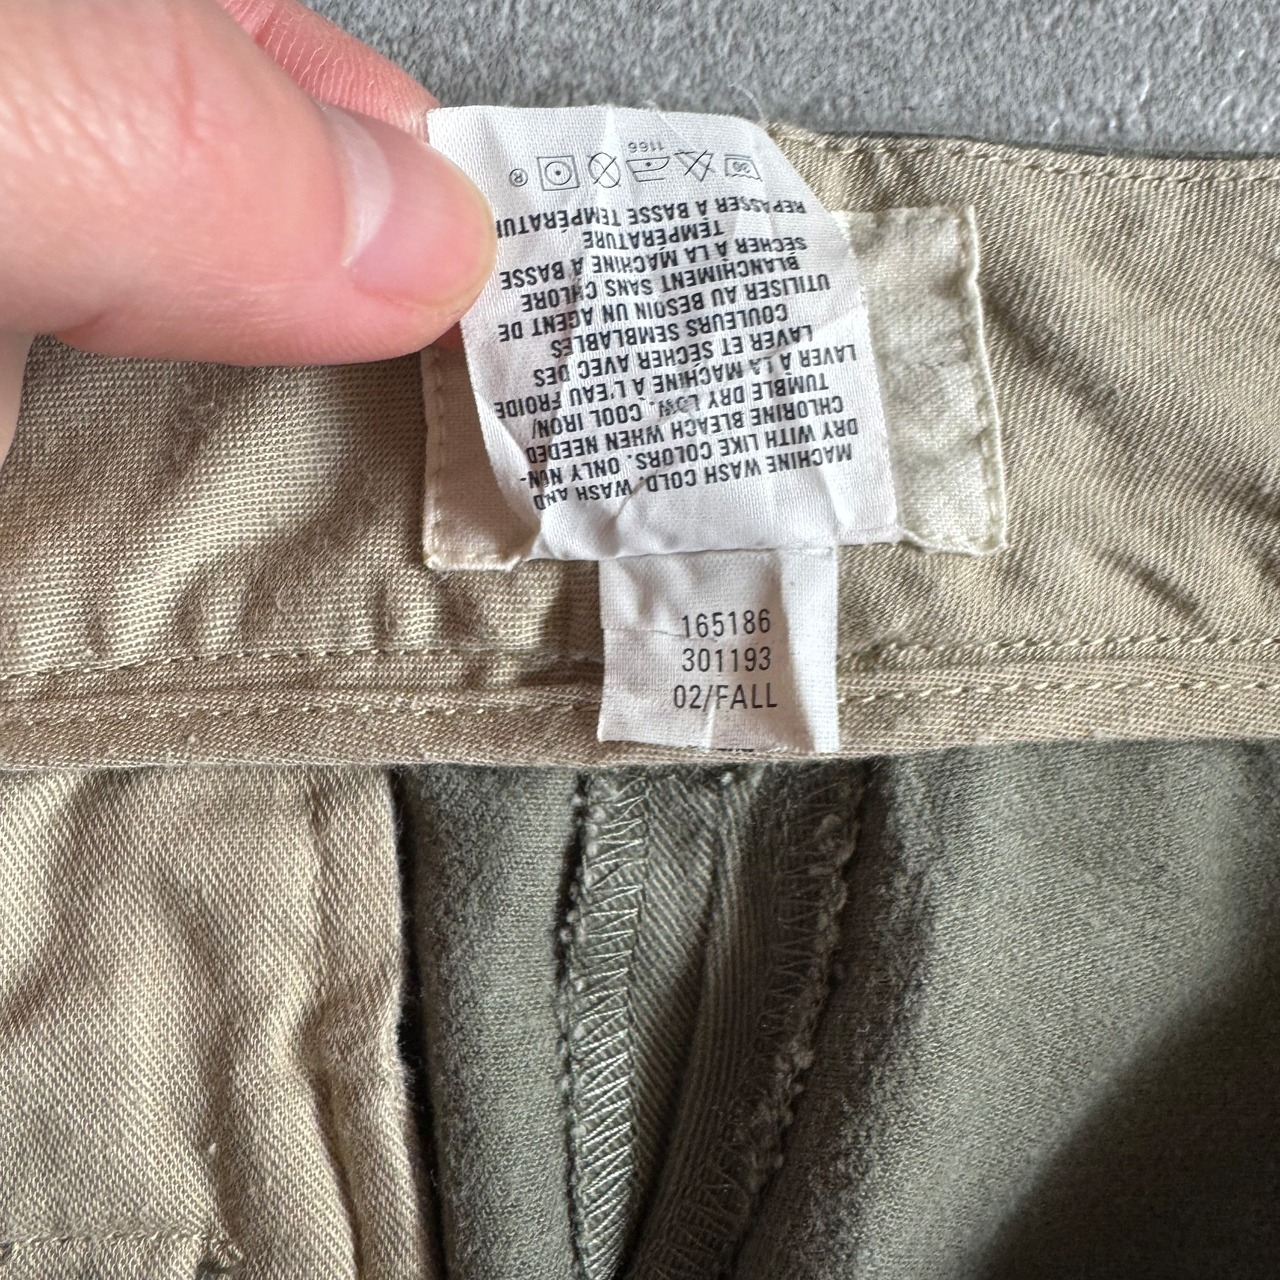 MACHINE WASH COLD. WASH AND
DRY WITH LIKE COLORS. ONLY NON-
CHLORINE BLEACH WHEN NEEDED
TUMBLE DRY LOW. COOL IRON/
LAVER À LA MACHINE À L'EAU FROIDE
LAVER ET SÉCHER AVEC DES
COULEURS SEMBLABLES
UTILISER AU BESOIN UN AGENT DE
BLANCHIMENT SANS CHLORE
SÉCHER À LA MACHINE À BASSE
TEMPÉRATURE
REPASSER À BASSE TEMPÉRATUR
30 ®
1166
165186
301193
02/FALL